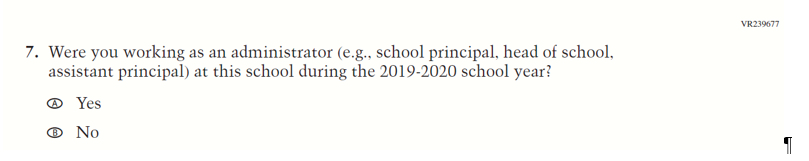 VR239677
7. Were you working as an administrator (e.g., school principal, head of school,
assistant principal) at this school during the 2019-2020 school year?
Ⓐ Yes
Ⓑ No
¶